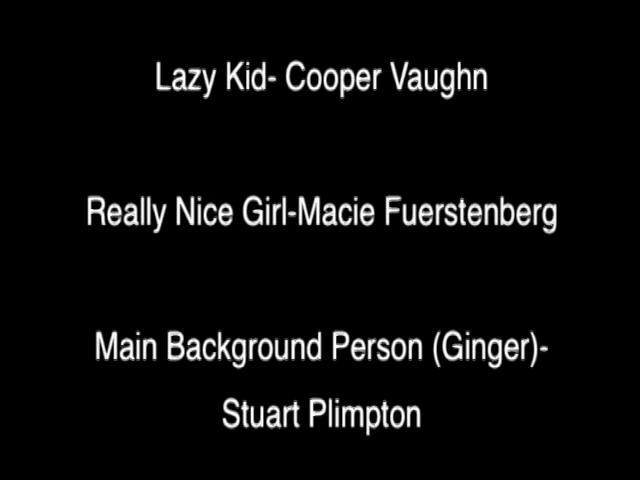 Lazy Kid- Cooper Vaughn
Really Nice Girl-Macie Fuerstenberg
Main Background Person (Ginger)-
Stuart Plimpton